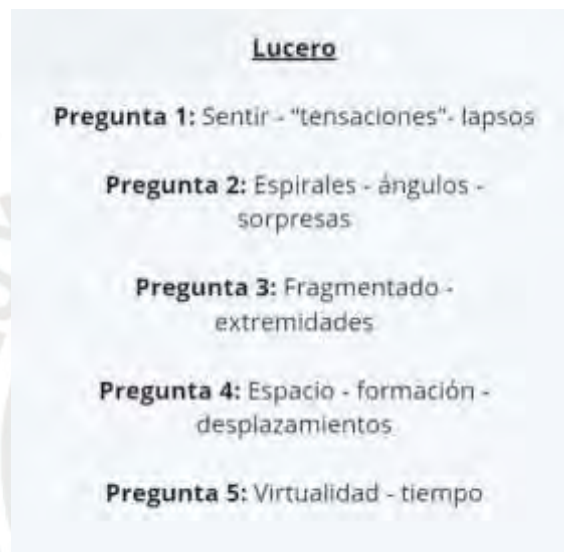 Lucero
Pregunta 1: Sentir - "tensaciones"- lapsos
Pregunta 2: Espirales - ángulos -
sorpresas
Pregunta 3: Fragmentado -
extremidades
Pregunta 4: Espacio - formación -
desplazamientos
Pregunta 5: Virtualidad - tiempo